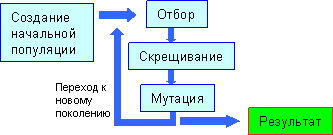 Создание
начальной
популяции
Отбор
Скрещивание
Мутация
Переход к
новому
поколению
Результат